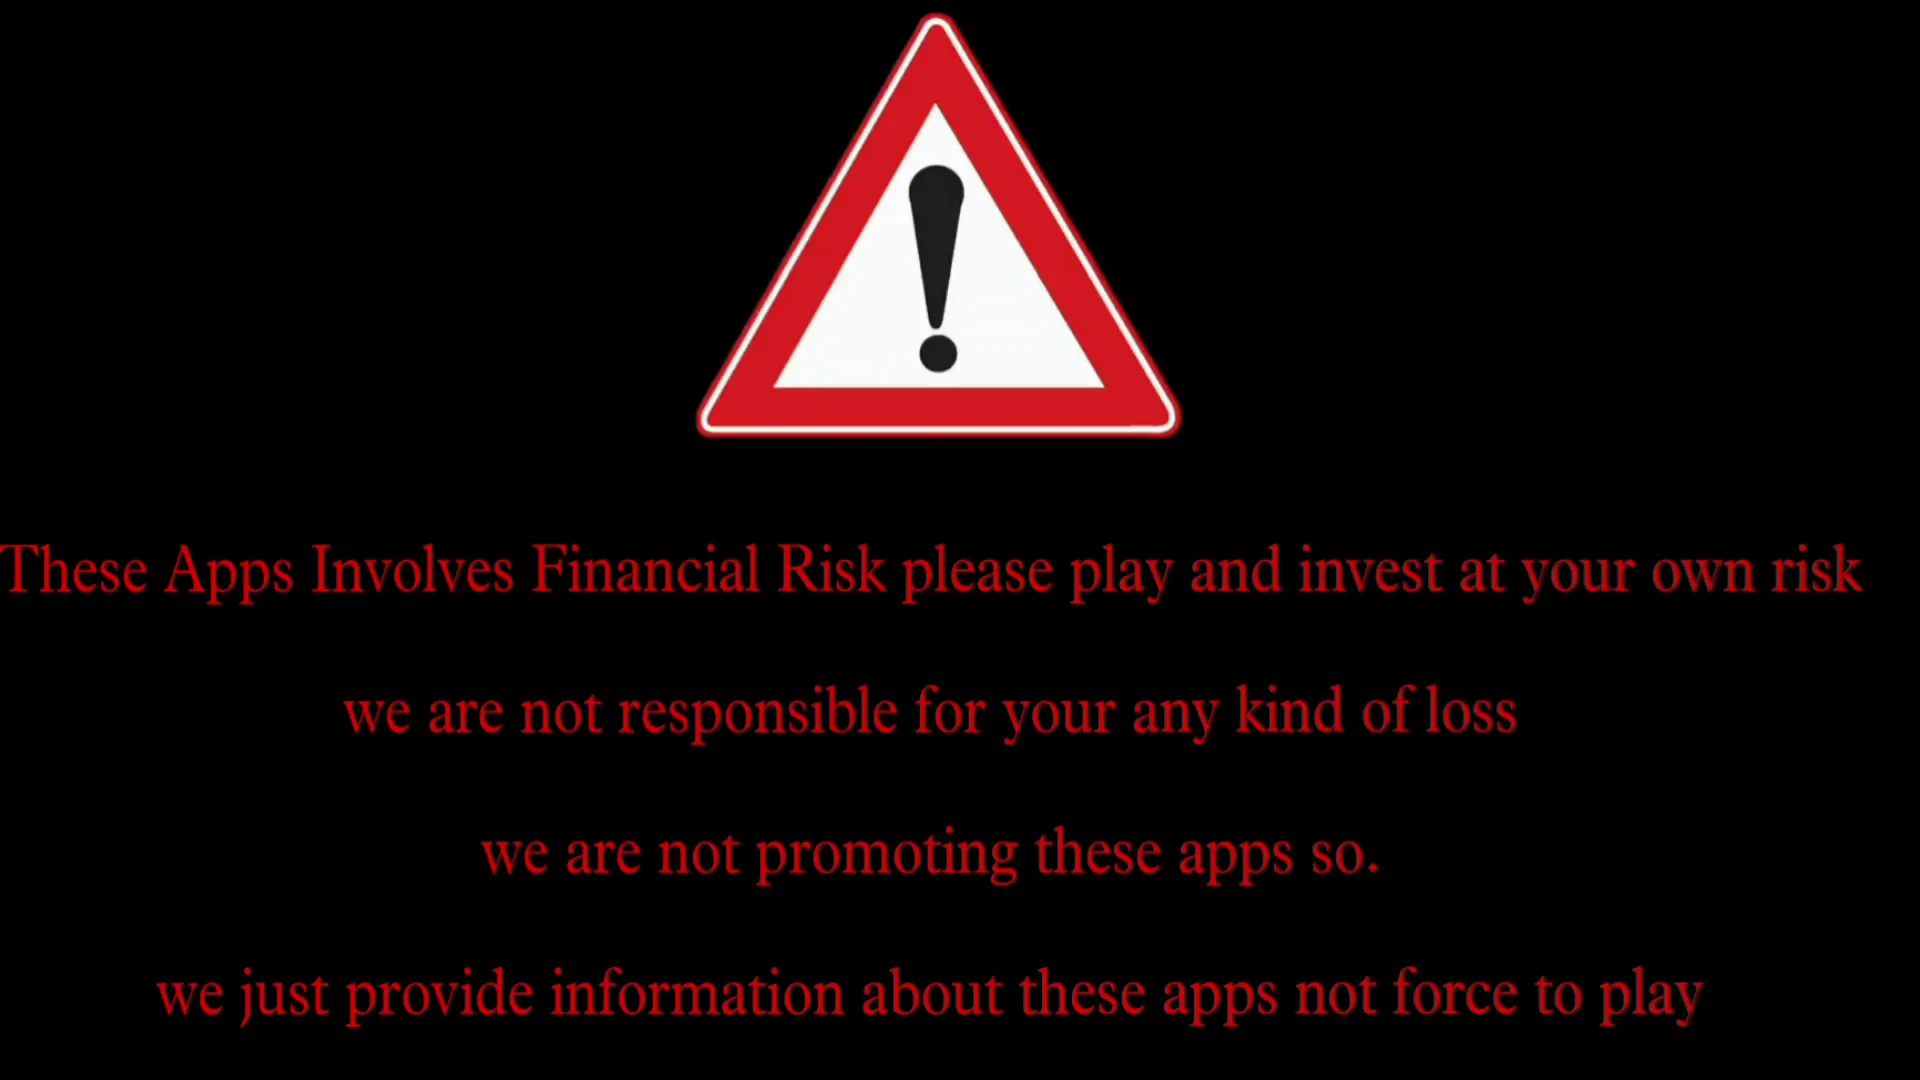 These Apps Involves Financial Risk please play and invest at your own risk
we are not responsible for your any kind of loss
we are not promoting these apps so.
we just provide information about these apps not force to play